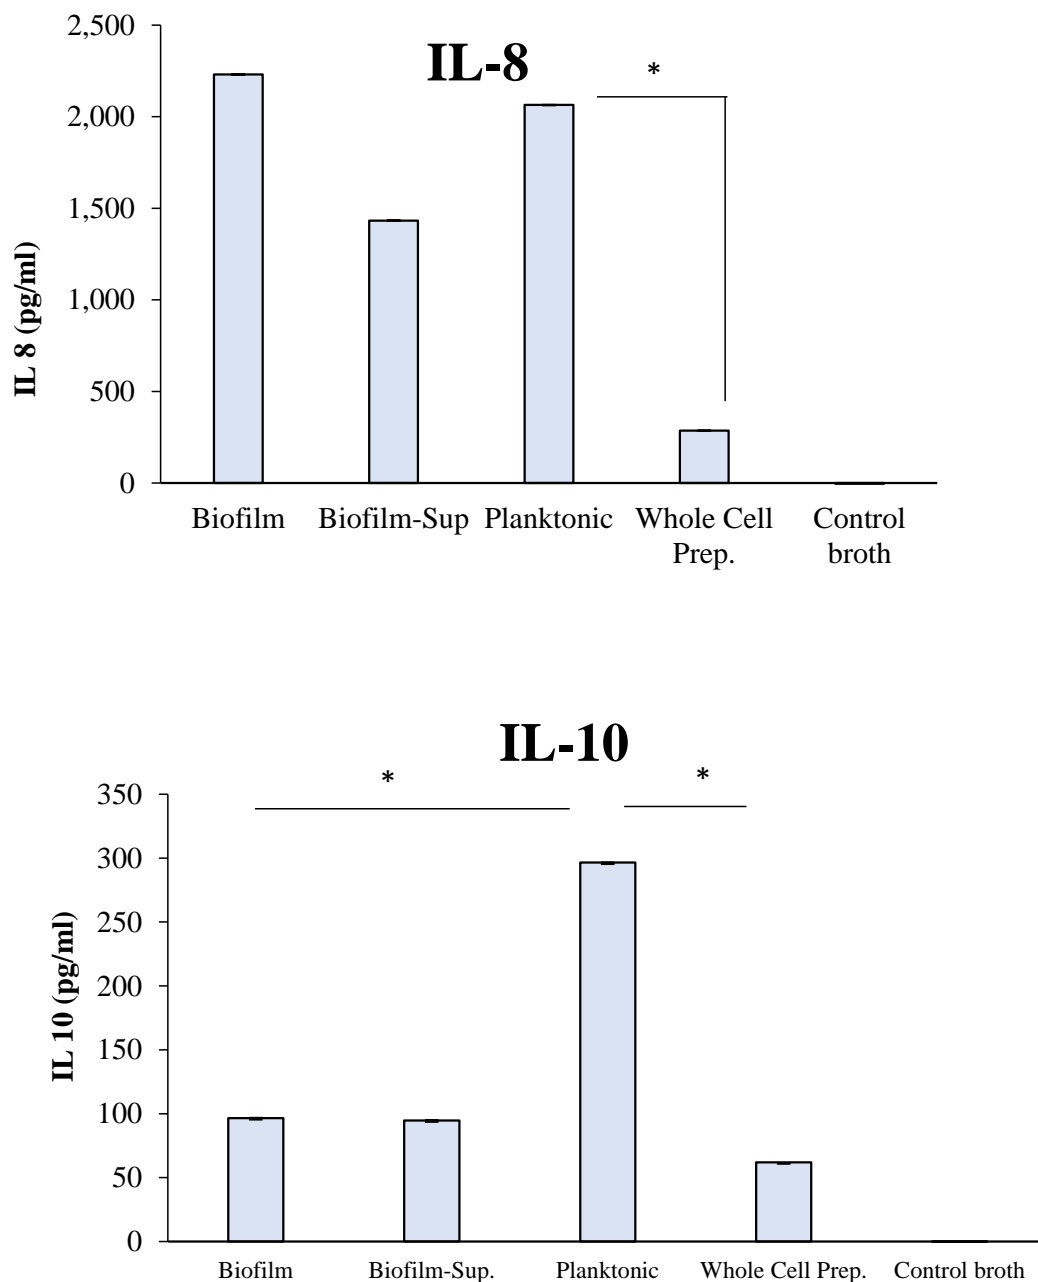 IL-8
*
2,500
2,000
1,500
1,000
500
0
IL 8 (pg/ml)
Biofilm
Biofilm-Sup
Planktonic
Whole Cell
Prep.
Control
broth
IL-10
*
*
350
300
250
200
150
100
50
0
IL 10 (pg/ml)
Biofilm
Biofilm-Sup.
Planktonic
Whole Cell Prep.
Control broth